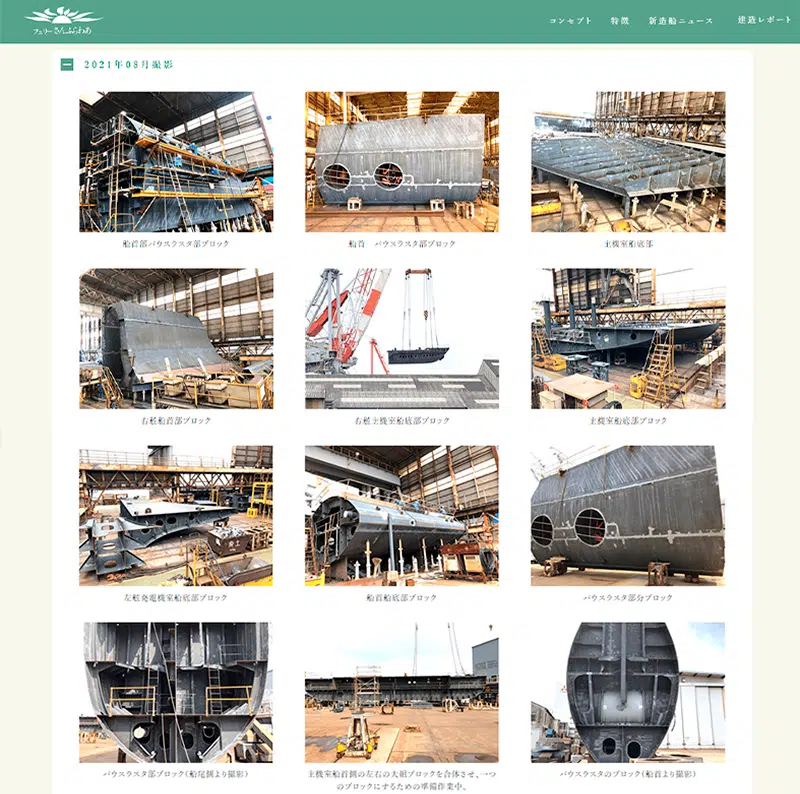 フェリーさんふらわあ
コンセプト
特徴
新造船ニュース
建造レポート
2021年08月撮影
船首部バウスラスタ部ブロック
船首　バウスラスタ部ブロック
主機室船底部
右舷船首部ブロック
右舷主機室船底部ブロック
主機室船底部ブロック
左舷発電機室船底部ブロック
船首船底部ブロック
バウスラスタ部分ブロック
バウスラスタ部ブロック(船尾側より撮影)
主機室船首側の左右の大組ブロックを合体させ、一つ
のブロックにするための準備作業中。
バウスラスタのブロック(船首より撮影)